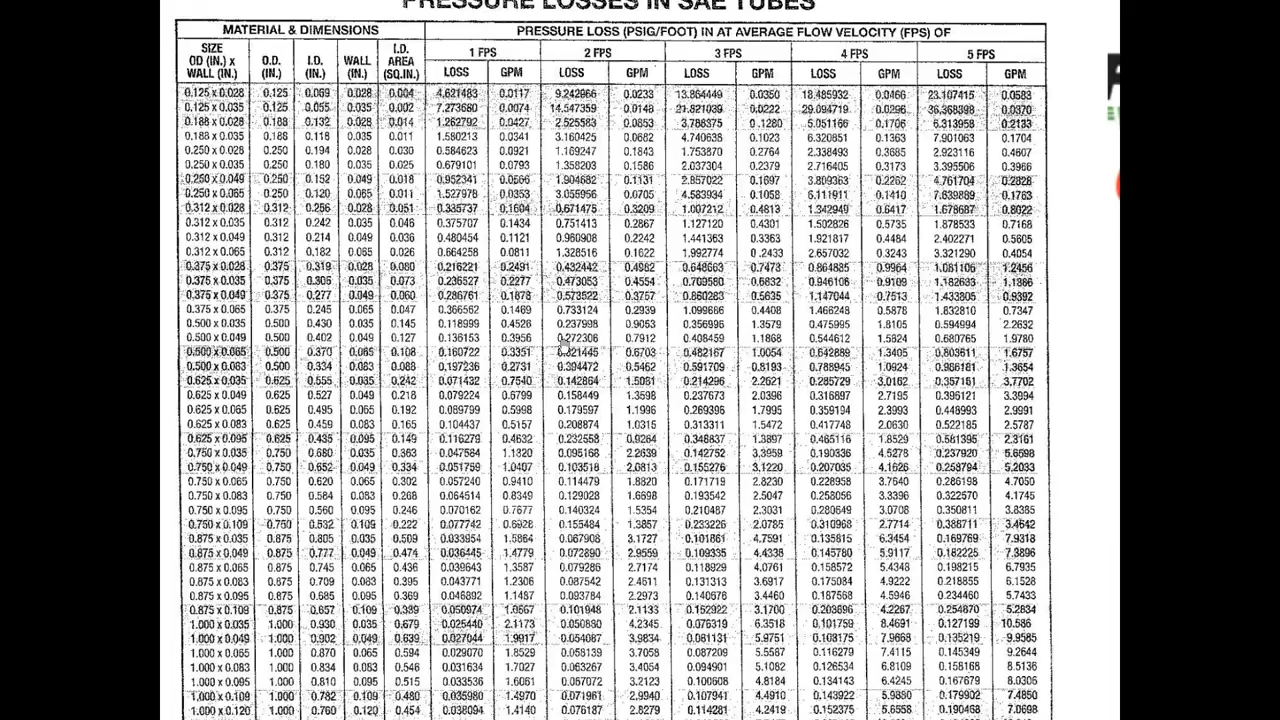 PRESSURE LOSSES IN SAE TUBES
MATERIAL & DIMENSIONS PRESSURE LOSS (PSIG/FOOT) IN AT AVERAGE FLOW VELOCITY (FPS) OF
SIZE OD (IN.) x WALL (IN.) O.D. (IN.) I.D. (IN.) WALL (IN.) I.D. AREA (SQ.IN.) 1 FPS 2 FPS 3 FPS 4 FPS 5 FPS
LOSS GPM LOSS GPM LOSS GPM LOSS GPM LOSS GPM
0.125 x 0.028 0.125 0.069 0.028 0.004 4.621483 0.0117 9.242966 0.0233 13.864449 0.0350 18.485932 0.0466 23.107415 0.0583
0.125 x 0.035 0.125 0.055 0.035 0.002 7.273680 0.0074 14.547359 0.0148 21.821039 0.0222 29.094719 0.0296 36.368398 0.0370
0.188 x 0.028 0.188 0.132 0.028 0.014 1.262792 0.0427 2.525583 0.0853 3.788375 0.1280 5.051166 0.1706 6.313958 0.2133
0.188 x 0.035 0.188 0.118 0.035 0.011 1.580213 0.0341 3.160425 0.0682 4.740638 0.1023 6.320851 0.1363 7.901063 0.1704
0.250 x 0.028 0.250 0.194 0.028 0.030 0.584623 0.0921 1.169247 0.1843 1.753870 0.2764 2.338493 0.3685 2.923116 0.4607
0.250 x 0.035 0.250 0.180 0.035 0.025 0.679101 0.0793 1.358203 0.1586 2.037304 0.2379 2.716405 0.3173 3.395506 0.3966
0.250 x 0.049 0.250 0.152 0.049 0.018 0.952341 0.0566 1.904682 0.1131 2.857022 0.1697 3.809363 0.2262 4.761704 0.2828
0.250 x 0.065 0.250 0.120 0.065 0.011 1.527978 0.0353 3.055956 0.0705 4.583934 0.1058 6.111911 0.1410 7.639889 0.1763
0.312 x 0.028 0.312 0.256 0.028 0.051 0.335737 0.1604 0.671475 0.3209 1.007212 0.4813 1.342949 0.6417 1.678687 0.8022
0.312 x 0.035 0.312 0.242 0.035 0.046 0.375707 0.1434 0.751413 0.2867 1.127120 0.4301 1.502826 0.5735 1.878533 0.7168
0.312 x 0.049 0.312 0.214 0.049 0.036 0.480454 0.1121 0.960908 0.2242 1.441363 0.3363 1.921817 0.4484 2.402271 0.5605
0.312 x 0.065 0.312 0.182 0.065 0.026 0.664258 0.0811 1.328516 0.1622 1.992774 0.2433 2.657032 0.3243 3.321290 0.4054
0.375 x 0.028 0.375 0.319 0.028 0.080 0.216221 0.2491 0.432442 0.4982 0.648663 0.7473 0.864885 0.9964 1.081106 1.2456
0.375 x 0.035 0.375 0.305 0.035 0.073 0.236527 0.2277 0.473053 0.4554 0.709580 0.6832 0.946106 0.9109 1.182633 1.1386
0.375 x 0.049 0.375 0.277 0.049 0.060 0.286761 0.1878 0.573522 0.3757 0.860283 0.5635 1.147044 0.7513 1.433805 0.9392
0.375 x 0.065 0.375 0.245 0.065 0.047 0.366562 0.1469 0.733124 0.2939 1.099686 0.4408 1.466248 0.5878 1.832810 0.7347
0.500 x 0.035 0.500 0.430 0.035 0.145 0.118999 0.4526 0.237998 0.9053 0.356996 1.3579 0.475995 1.8105 0.594994 2.2632
0.500 x 0.049 0.500 0.402 0.049 0.127 0.136153 0.3956 0.272306 0.7912 0.408459 1.1868 0.544612 1.5824 0.680765 1.9780
0.500 x 0.065 0.500 0.370 0.065 0.108 0.160722 0.3351 0.321445 0.6703 0.482167 1.0054 0.642889 1.3405 0.803611 1.6757
0.500 x 0.083 0.500 0.334 0.083 0.088 0.197236 0.2731 0.394472 0.5462 0.591709 0.8193 0.788945 1.0924 0.986181 1.3654
0.625 x 0.035 0.625 0.555 0.035 0.242 0.071432 0.7540 0.142864 1.5081 0.214296 2.2621 0.285729 3.0162 0.357161 3.7702
0.625 x 0.049 0.625 0.527 0.049 0.218 0.079224 0.6799 0.158449 1.3598 0.237673 2.0396 0.316897 2.7195 0.396121 3.3994
0.625 x 0.065 0.625 0.495 0.065 0.192 0.089799 0.5998 0.179597 1.1996 0.269396 1.7995 0.359194 2.3993 0.448993 2.9991
0.625 x 0.083 0.625 0.459 0.083 0.165 0.104437 0.5157 0.208874 1.0315 0.313311 1.5472 0.417748 2.0630 0.522185 2.5787
0.625 x 0.095 0.625 0.435 0.095 0.149 0.116279 0.4632 0.232558 0.9264 0.348837 1.3897 0.465116 1.8529 0.581395 2.3161
0.750 x 0.035 0.750 0.680 0.035 0.363 0.047584 1.1320 0.095168 2.2639 0.142752 3.3959 0.190336 4.5278 0.237920 5.6598
0.750 x 0.049 0.750 0.652 0.049 0.334 0.051759 1.0407 0.103518 2.0813 0.155276 3.1220 0.207035 4.1626 0.258794 5.2033
0.750 x 0.065 0.750 0.620 0.065 0.302 0.057240 0.9410 0.114479 1.8820 0.171719 2.8230 0.228958 3.7640 0.286198 4.7050
0.750 x 0.083 0.750 0.584 0.083 0.268 0.064514 0.8349 0.129028 1.6698 0.193542 2.5047 0.258056 3.3396 0.322570 4.1745
0.750 x 0.095 0.750 0.560 0.095 0.246 0.070162 0.7677 0.140324 1.5354 0.210487 2.3031 0.280649 3.0708 0.350811 3.8385
0.750 x 0.109 0.750 0.532 0.109 0.222 0.077742 0.6928 0.155484 1.3857 0.233226 2.0785 0.310968 2.7714 0.388711 3.4642
0.875 x 0.035 0.875 0.805 0.035 0.509 0.033954 1.5864 0.067908 3.1727 0.101861 4.7591 0.135815 6.3454 0.169769 7.9318
0.875 x 0.049 0.875 0.777 0.049 0.474 0.036445 1.4779 0.072890 2.9559 0.109335 4.4338 0.145780 5.9117 0.182225 7.3896
0.875 x 0.065 0.875 0.745 0.065 0.436 0.039643 1.3587 0.079286 2.7174 0.118929 4.0761 0.158572 5.4348 0.198215 6.7935
0.875 x 0.083 0.875 0.709 0.083 0.395 0.043771 1.2306 0.087542 2.4611 0.131313 3.6917 0.175084 4.9222 0.218855 6.1528
0.875 x 0.095 0.875 0.685 0.095 0.369 0.046892 1.1487 0.093784 2.2973 0.140676 3.4460 0.187568 4.5946 0.234460 5.7433
0.875 x 0.109 0.875 0.657 0.109 0.339 0.050974 1.0567 0.101948 2.1133 0.152922 3.1700 0.203896 4.2267 0.254870 5.2834
1.000 x 0.035 1.000 0.930 0.035 0.679 0.025440 2.1173 0.050880 4.2345 0.076319 6.3518 0.101759 8.4691 0.127199 10.586
1.000 x 0.049 1.000 0.902 0.049 0.639 0.027044 1.9917 0.054087 3.9834 0.081131 5.9751 0.108175 7.9668 0.135219 9.9585
1.000 x 0.065 1.000 0.870 0.065 0.594 0.029070 1.8529 0.058139 3.7058 0.087209 5.5587 0.116279 7.4115 0.145349 9.2644
1.000 x 0.083 1.000 0.834 0.083 0.546 0.031634 1.7027 0.063267 3.4054 0.094901 5.1082 0.126534 6.8109 0.158168 8.5136
1.000 x 0.095 1.000 0.810 0.095 0.515 0.033536 1.6061 0.067072 3.2123 0.100608 4.8184 0.134143 6.4245 0.167679 8.0306
1.000 x 0.109 1.000 0.782 0.109 0.480 0.035980 1.4970 0.071961 2.9940 0.107941 4.4910 0.143922 5.9880 0.179902 7.4850
1.000 x 0.120 1.000 0.760 0.120 0.454 0.038094 1.4140 0.076187 2.8279 0.114281 4.2419 0.152375 5.6558 0.190468 7.0698